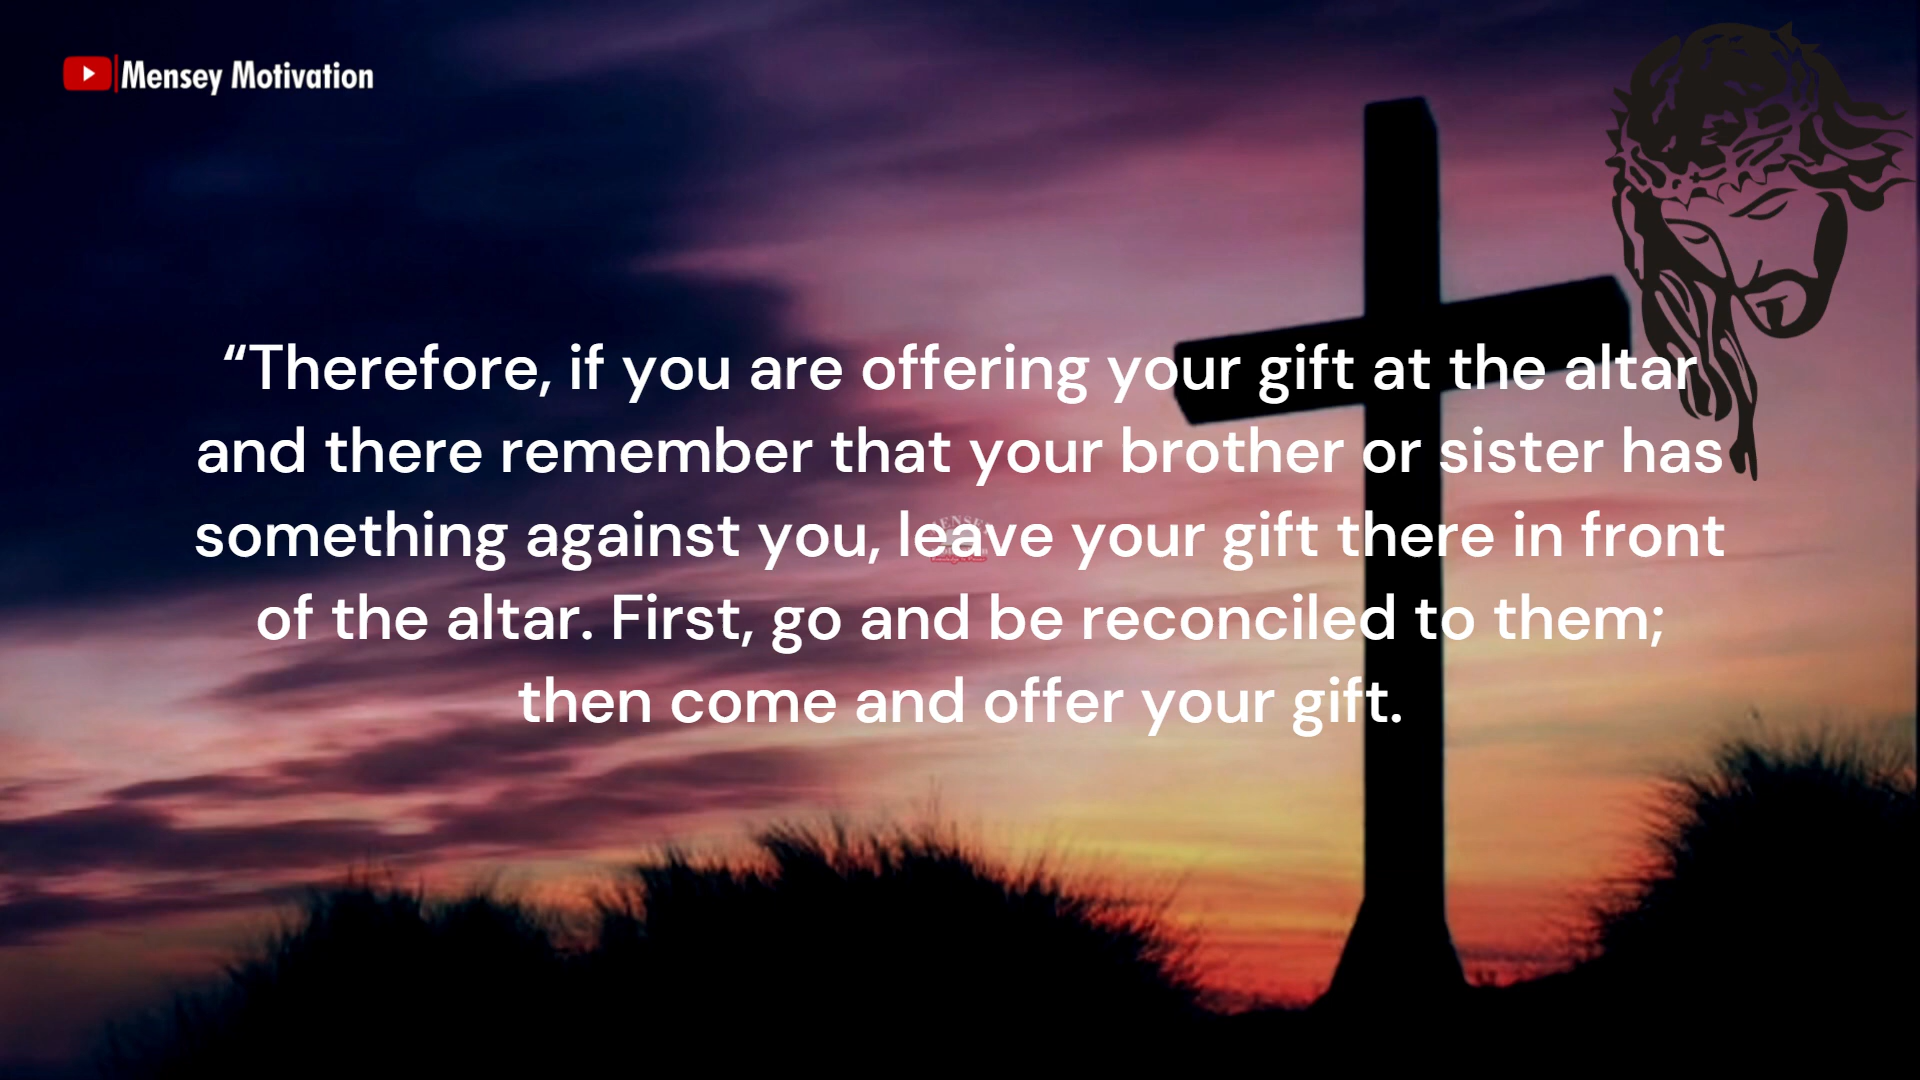 Mensey Motivation
“Therefore, if you are offering your gift at the altar
and there remember that your brother or sister has
something against you, leave your gift there in front
of the altar. First, go and be reconciled to them;
then come and offer your gift.